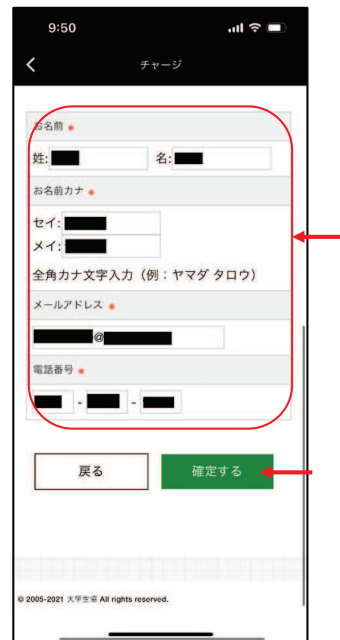 9:50
チャージ
お名前
姓: 名:
お名前カナ
セイ:
メイ:
全角カナ文字入力（例：ヤマダ タロウ）
メールアドレス
@
電話番号
- -
戻る 確定する
© 2005-2021 大学生協 All rights reserved.